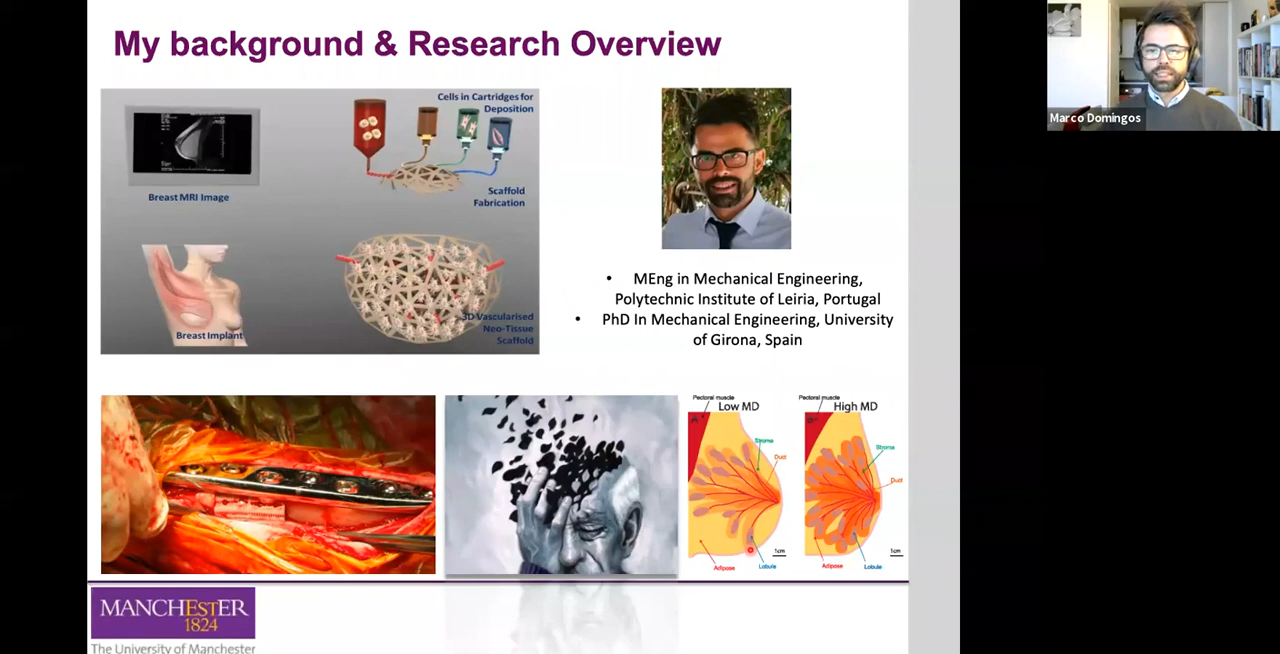 My background & Research Overview
Cells in Cartridges for
Deposition
Breast MRI Image
Scaffold
Fabrication
Breast Implant
3D Vascularised
Neo-Tissue
Scaffold
• MEng in Mechanical Engineering,
Polytechnic Institute of Leiria, Portugal
• PhD In Mechanical Engineering, University
of Girona, Spain
Pectoral muscle
Low MD
Stroma
Duct
1cm
Adipose
Lobule
Pectoral muscle
High MD
Stroma
Duct
1cm
Adipose
Lobule
MANCHESTER
1824
The University of Manchester
Marco Domingos